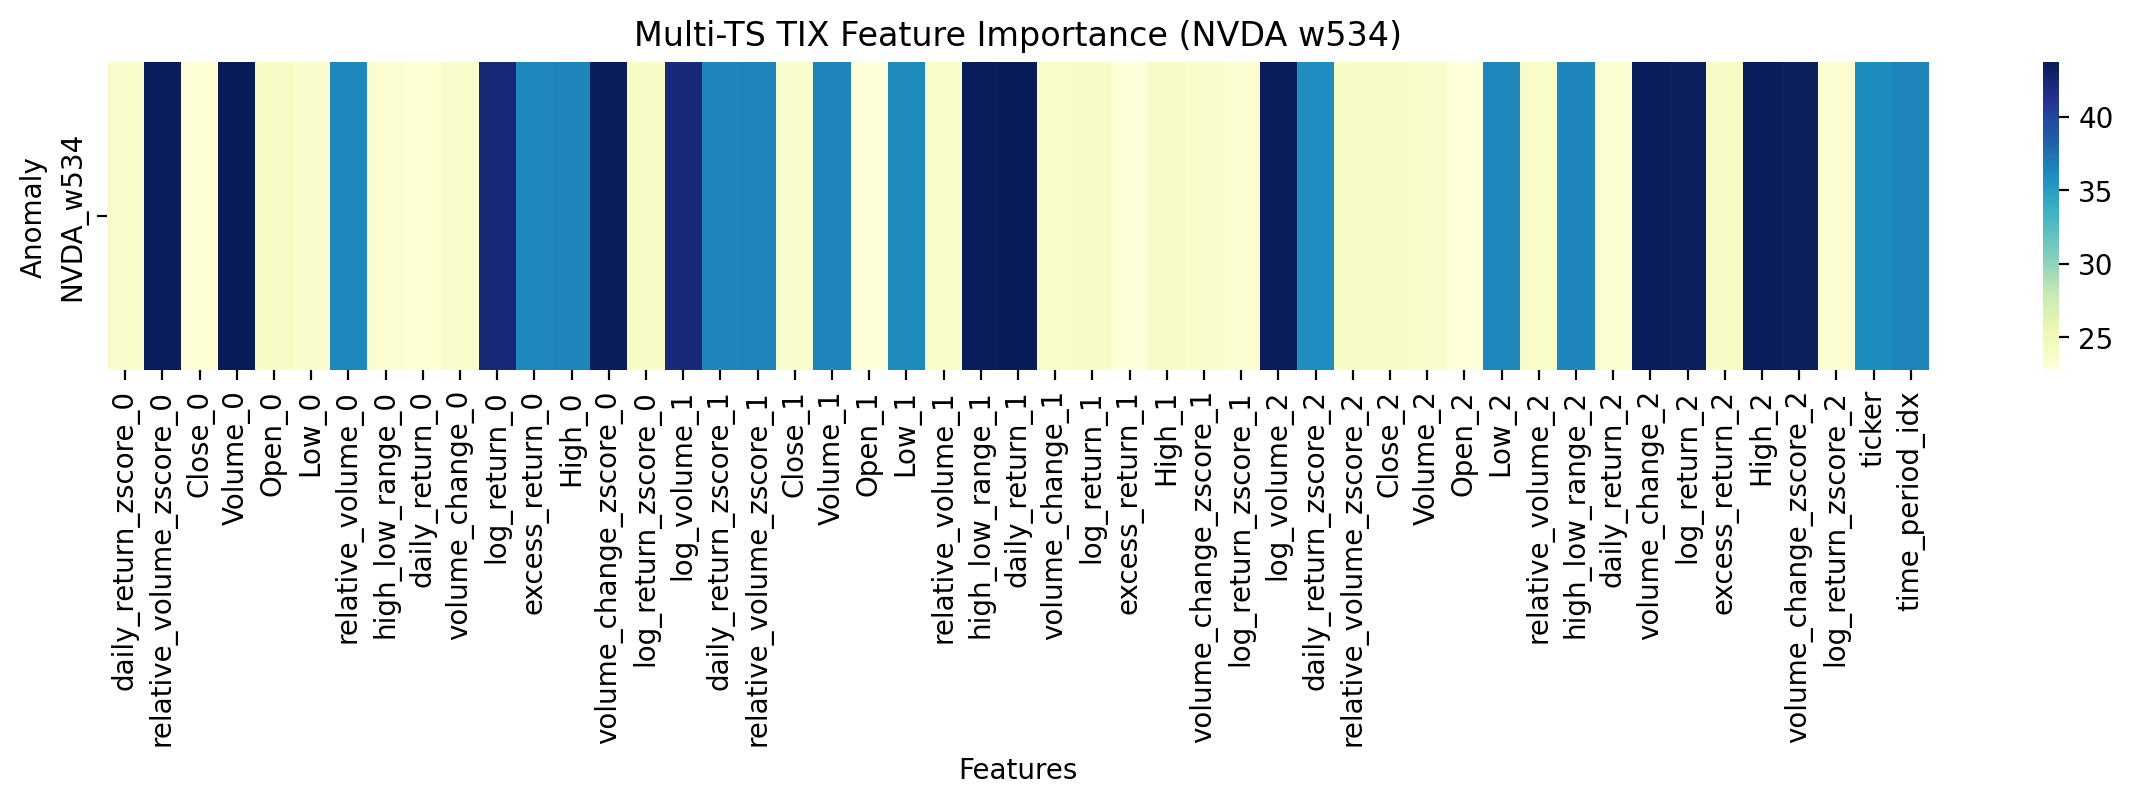 Multi-TS TIX Feature Importance (NVDA w534)
Anomaly
NVDA_w534
40
35
30
25
daily_return_zscore_0
relative_volume_zscore_0
Close_0
Volume_0
Open_0
Low_0
relative_volume_0
high_low_range_0
daily_return_0
volume_change_0
log_return_0
excess_return_0
High_0
volume_change_zscore_0
log_return_zscore_0
log_volume_1
daily_return_zscore_1
relative_volume_zscore_1
Close_1
Volume_1
Open_1
Low_1
relative_volume_1
high_low_range_1
daily_return_1
volume_change_1
log_return_1
excess_return_1
High_1
volume_change_zscore_1
log_return_zscore_1
log_volume_2
daily_return_zscore_2
relative_volume_zscore_2
Close_2
Volume_2
Open_2
Low_2
relative_volume_2
high_low_range_2
daily_return_2
volume_change_2
log_return_2
excess_return_2
High_2
volume_change_zscore_2
log_return_zscore_2
ticker
time_period_idx
Features